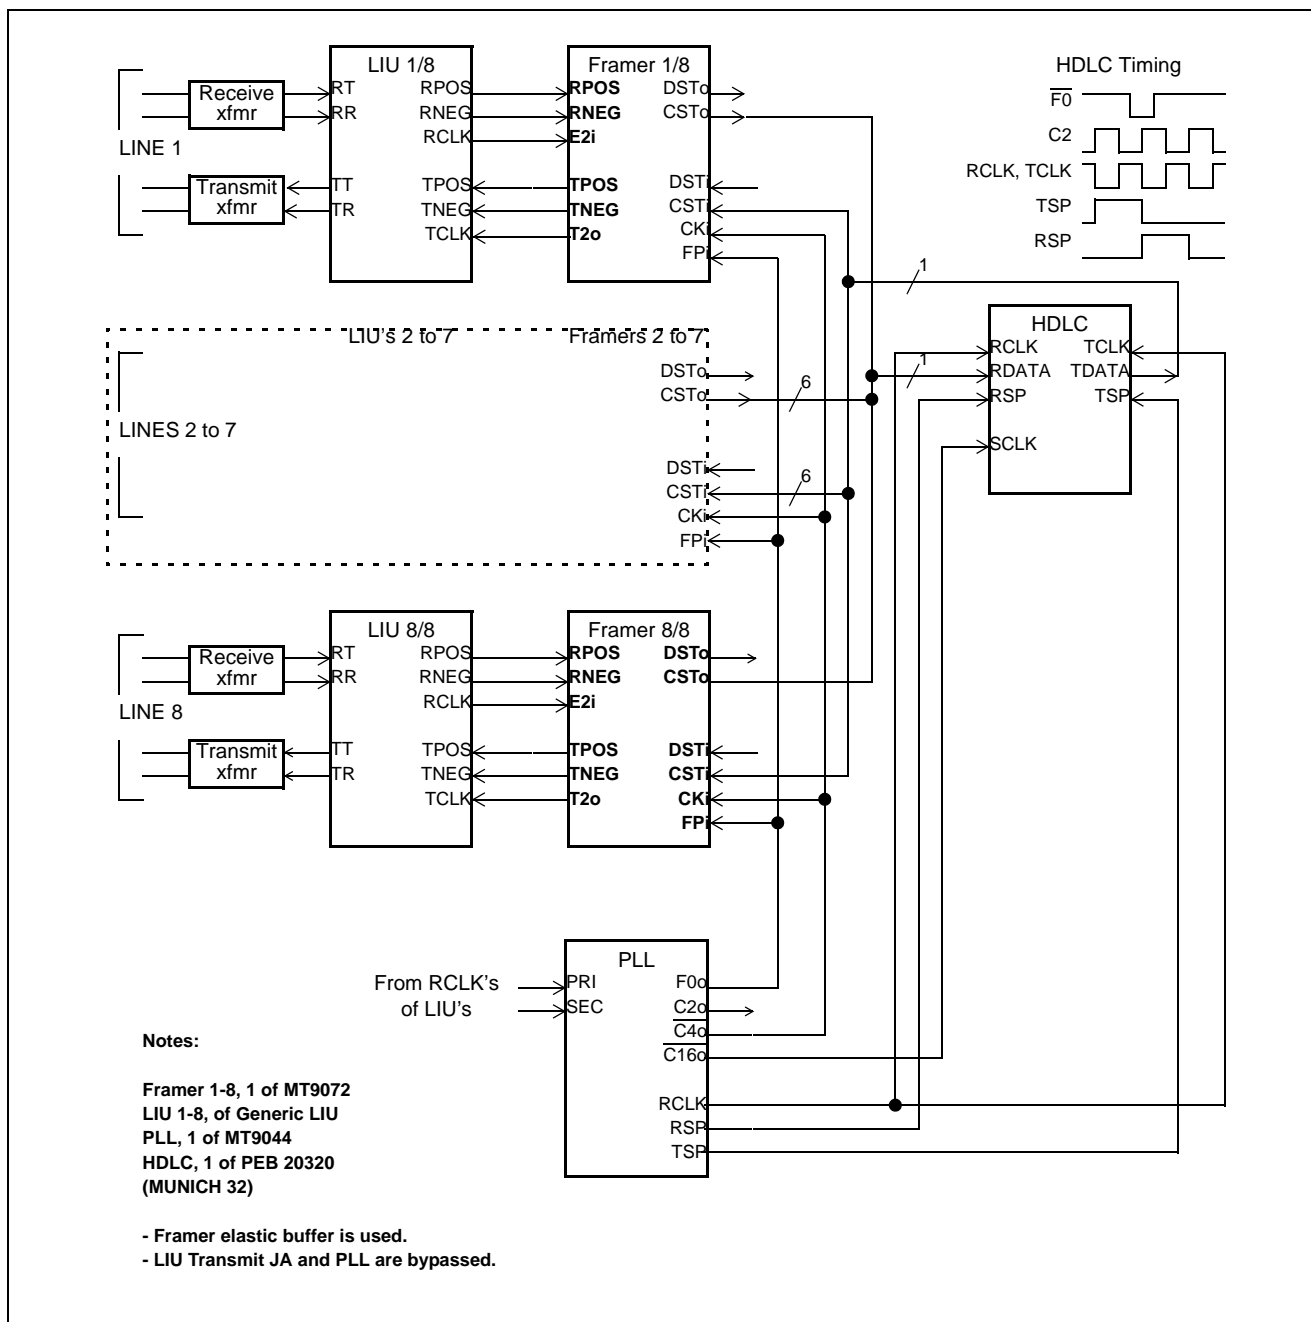 LIU 1/8
Framer 1/8
HDLC Timing
Receive
xfmr
RT
RR
RPOS
RNEG
RCLK
RPOS
RNEG
E2i
DSTo
CSTo
LINE 1
Transmit
xfmr
TT
TR
TPOS
TNEG
TCLK
TPOS
TNEG
T2o
DSTi
CSTi
CKi
FPi
F0
C2
RCLK, TCLK
TSP
RSP
1
LIU's 2 to 7
Framers 2 to 7
DSTo
CSTo
6
LINES 2 to 7
DSTi
CSTi
6
CKi
FPi
1
HDLC
RCLK
RDATA
RSP
SCLK
TCLK
TDATA
TSP
LIU 8/8
Framer 8/8
Receive
xfmr
RT
RR
RPOS
RNEG
RCLK
RPOS
RNEG
E2i
DSTo
CSTo
LINE 8
Transmit
xfmr
TT
TR
TPOS
TNEG
TCLK
TPOS
TNEG
T2o
DSTi
CSTi
CKi
FPi
PLL
From RCLK's
of LIU's
PRI
SEC
F0o
C2o
C4o
C16o
RCLK
RSP
TSP
Notes:
Framer 1-8, 1 of MT9072
LIU 1-8, of Generic LIU
PLL, 1 of MT9044
HDLC, 1 of PEB 20320
(MUNICH 32)
- Framer elastic buffer is used.
- LIU Transmit JA and PLL are bypassed.